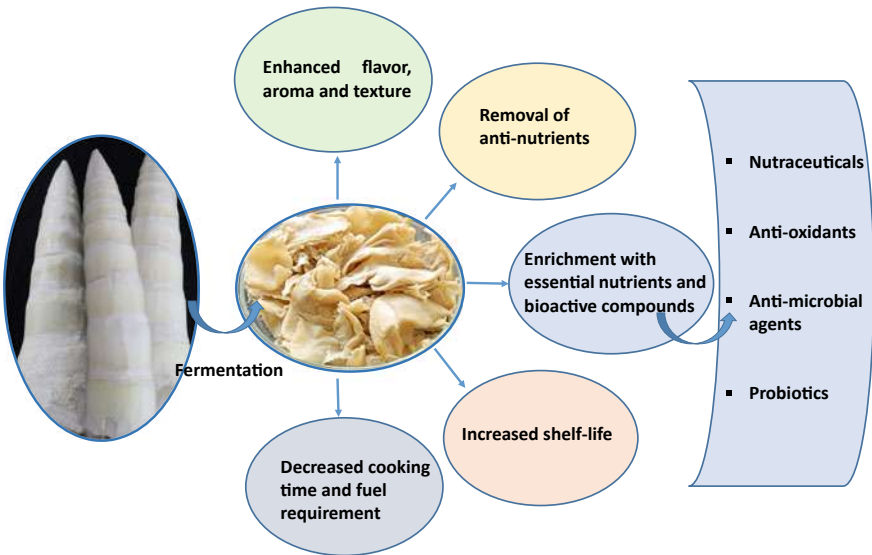 Enhanced flavor,
aroma and texture
Removal of
anti-nutrients
Enrichment with
essential nutrients and
bioactive compounds
Increased shelf-life
Decreased cooking
time and fuel
requirement
Fermentation
▪ Nutraceuticals
▪ Anti-oxidants
▪ Anti-microbial
agents
▪ Probiotics